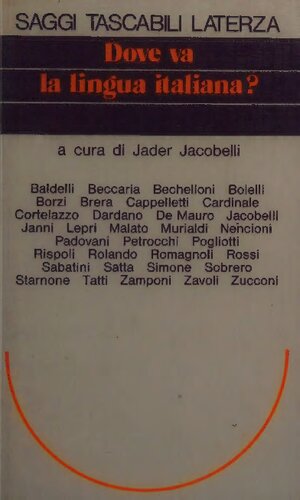 SAGGI TASCABILI LATERZA
Dove va
la lingua italiana?
a cura di Jader Jacobelli
Baldelli Beccaria Bechelloni Boielli
Borzi Brera Cappelletti Cardinale
Cortelazzo Dardano De Mauro Jacobelli
Janni Lepri Malato Murialdi Nencioni
Padovani Petrocchi Pogliotti
Rispoli Rolando Romagnoli Rossi
Sabatini Satta Simone Sobrero
Starnone Tatti Zamponi Zavoli Zucconi